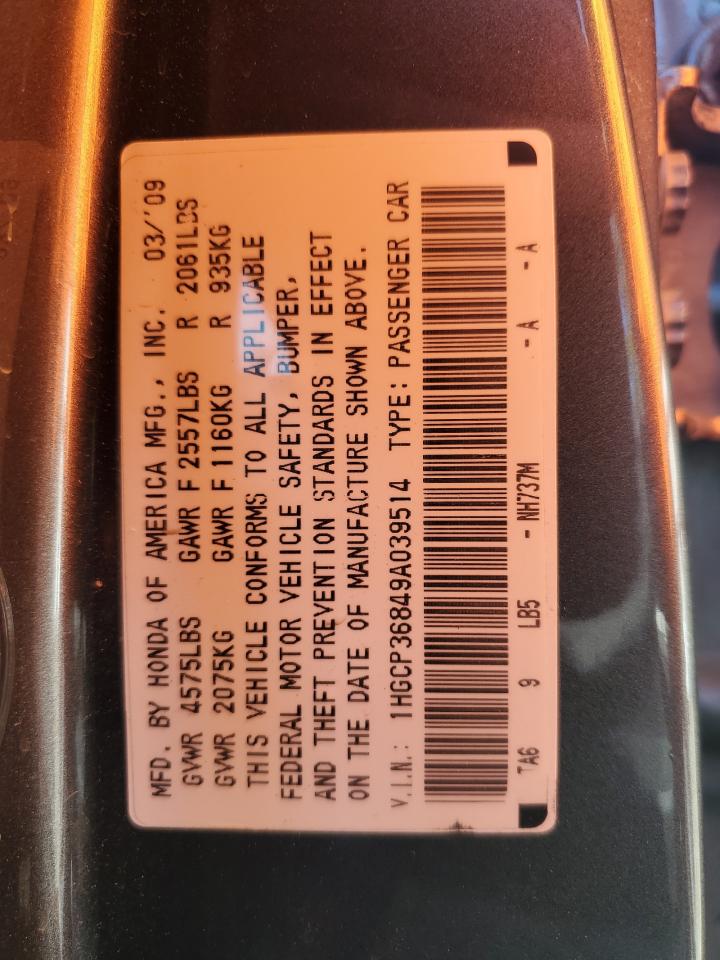 MFD. BY HONDA OF AMERICA MFG., INC. 03/'09
GVWR 4575LBS GAWR F 2557LBS R 2061LBS
GVWR 2075KG GAWR F 1160KG R 935KG
THIS VEHICLE CONFORMS TO ALL APPLICABLE
FEDERAL MOTOR VEHICLE SAFETY, BUMPER,
AND THEFT PREVENTION STANDARDS IN EFFECT
ON THE DATE OF MANUFACTURE SHOWN ABOVE.
V.I.N.: 1HGCP36849A039514 TYPE: PASSENGER CAR
TA6 9 LB5 - NH737M - A - A